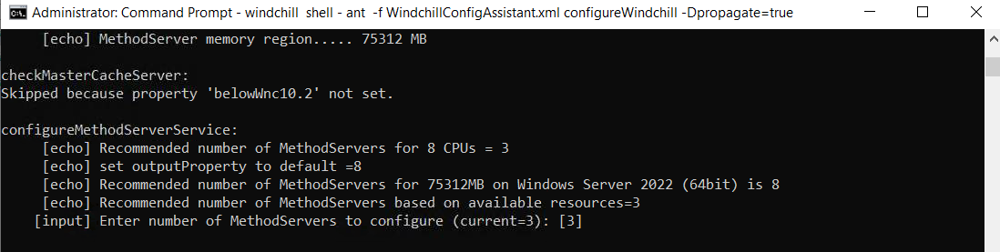 Administrator: Command Prompt - windchill  shell - ant  -f WindchillConfigAssistant.xml configureWindchill -Dpropagate=true
[echo] MethodServer memory region..... 75312 MB
checkMasterCacheServer:
Skipped because property 'belowWnc10.2' not set.
configureMethodServerService:
[echo] Recommended number of MethodServers for 8 CPUs = 3
[echo] set outputProperty to default =8
[echo] Recommended number of MethodServers for 75312MB on Windows Server 2022 (64bit) is 8
[echo] Recommended number of MethodServers based on available resources=3
[input] Enter number of MethodServers to configure (current=3): [3]